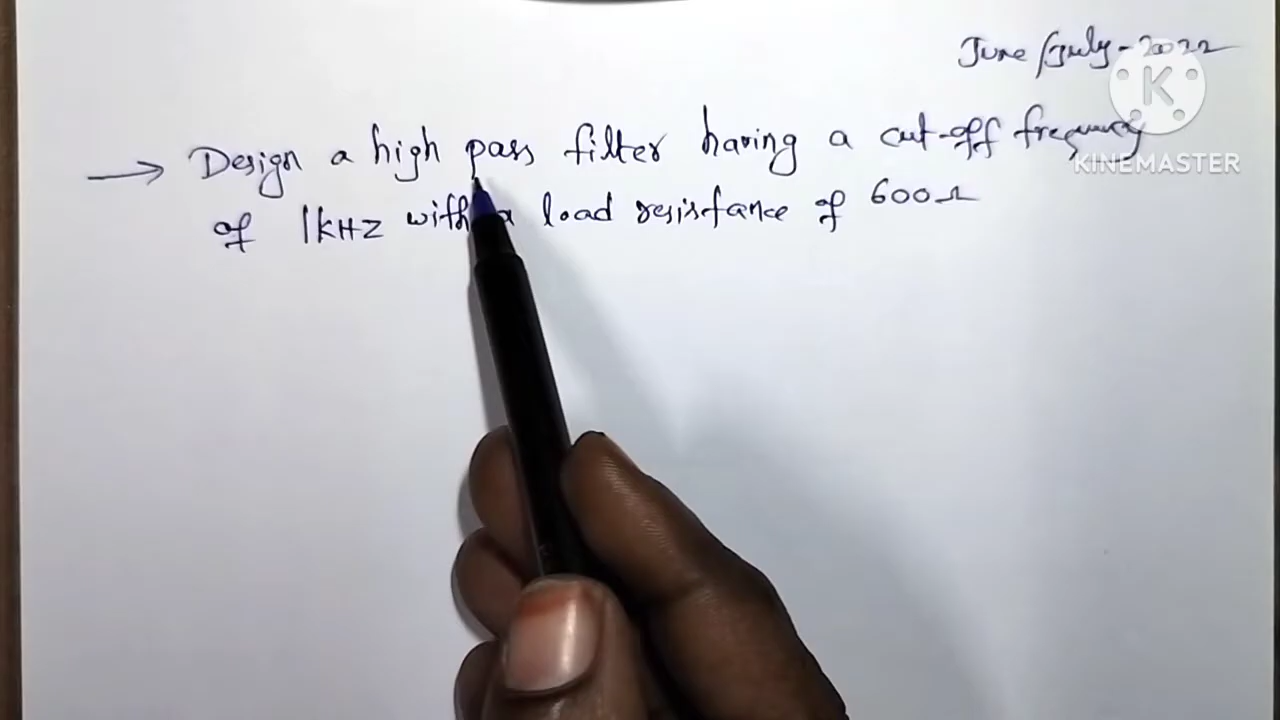 June/July-2022
K
KINEMASTER
→ Design a high pass filter having a cut-off frequency
of 1KHZ with a load resistance of 600Ω